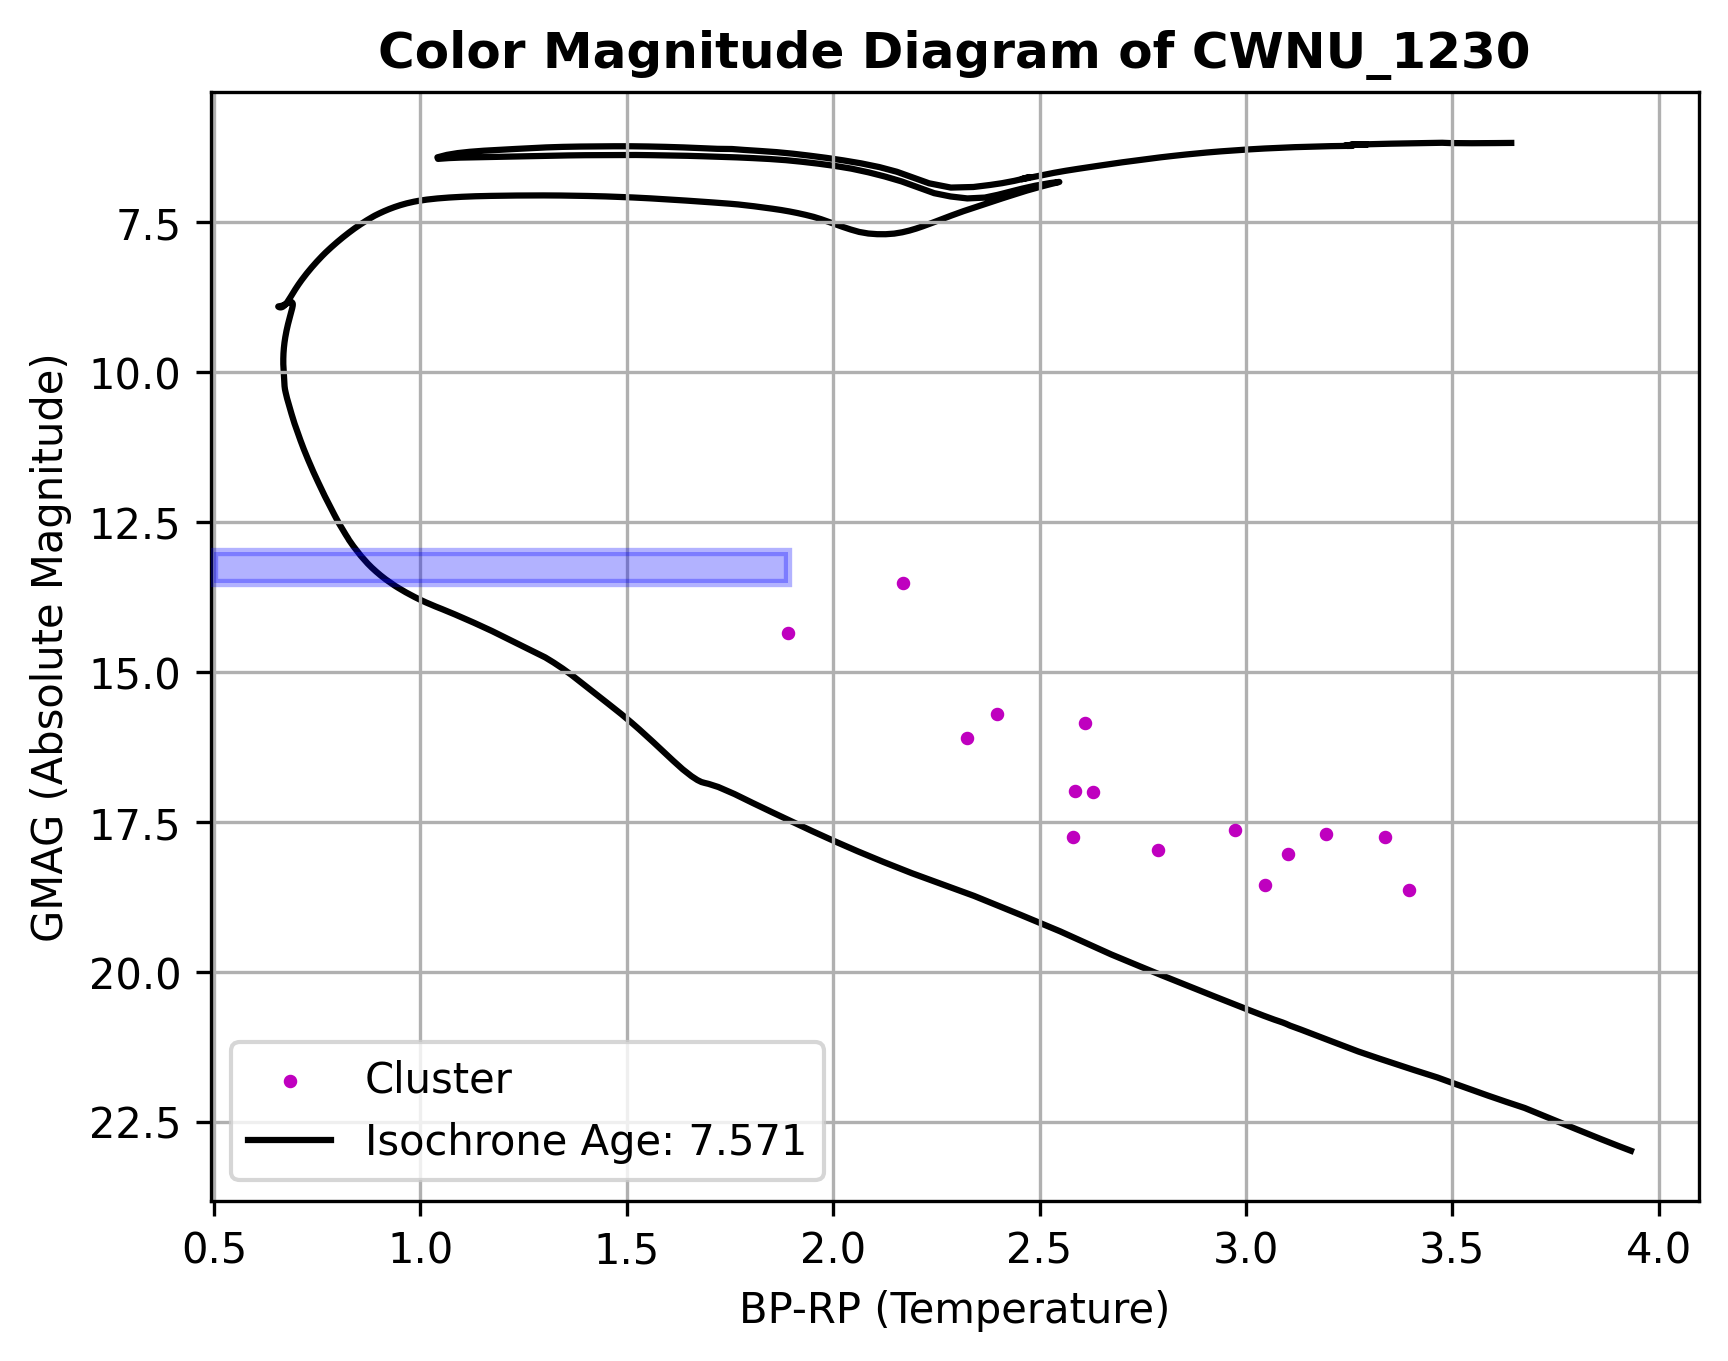 Color Magnitude Diagram of CWNU_1230
GMAG (Absolute Magnitude)
7.5
10.0
12.5
15.0
17.5
20.0
22.5
Cluster
Isochrone Age: 7.571
0.5 1.0 1.5 2.0 2.5 3.0 3.5 4.0
BP-RP (Temperature)